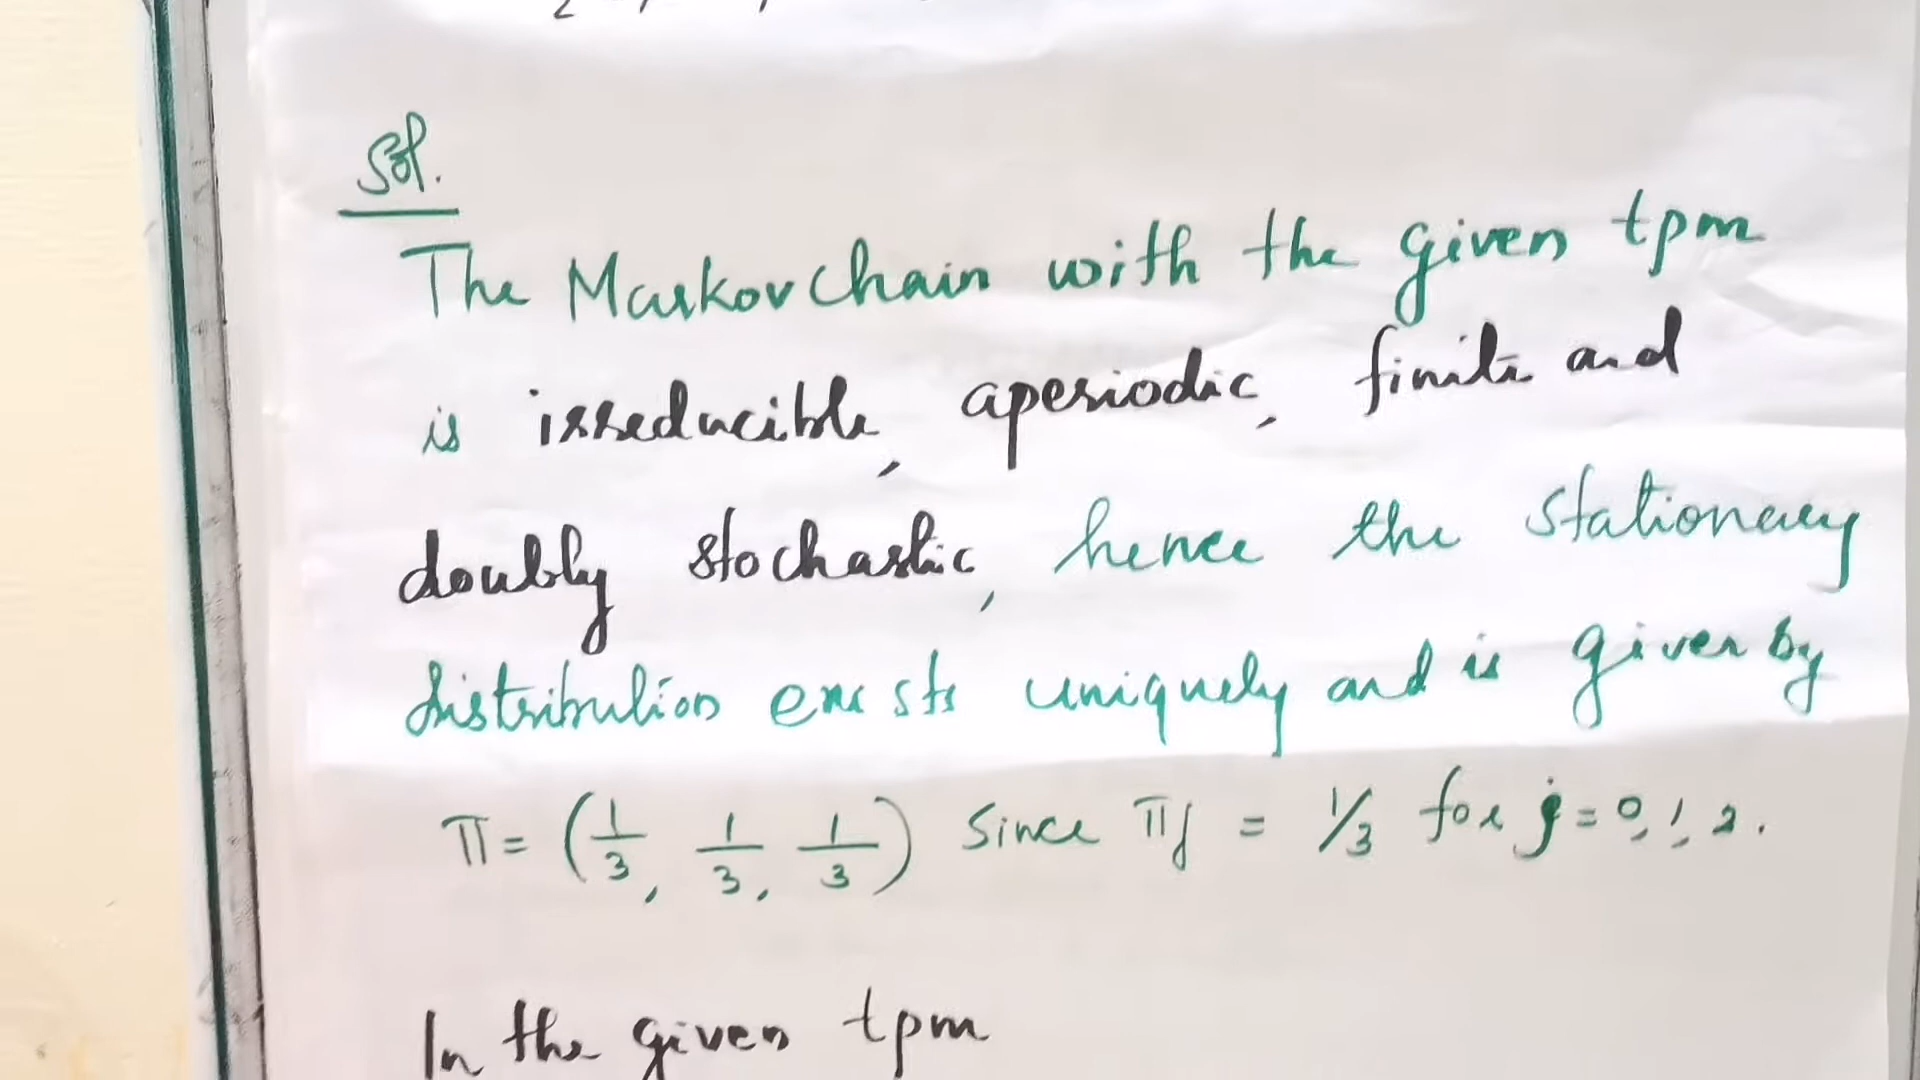 Sol.
The Markov chain with the given tpm
is irreducible, aperiodic, finite and
doubly stochastic, hence the stationary
distribution exists uniquely and is given by
π = (1/3, 1/3, 1/3) since πj = 1/3 for j = 0, 1, 2.
In the given tpm